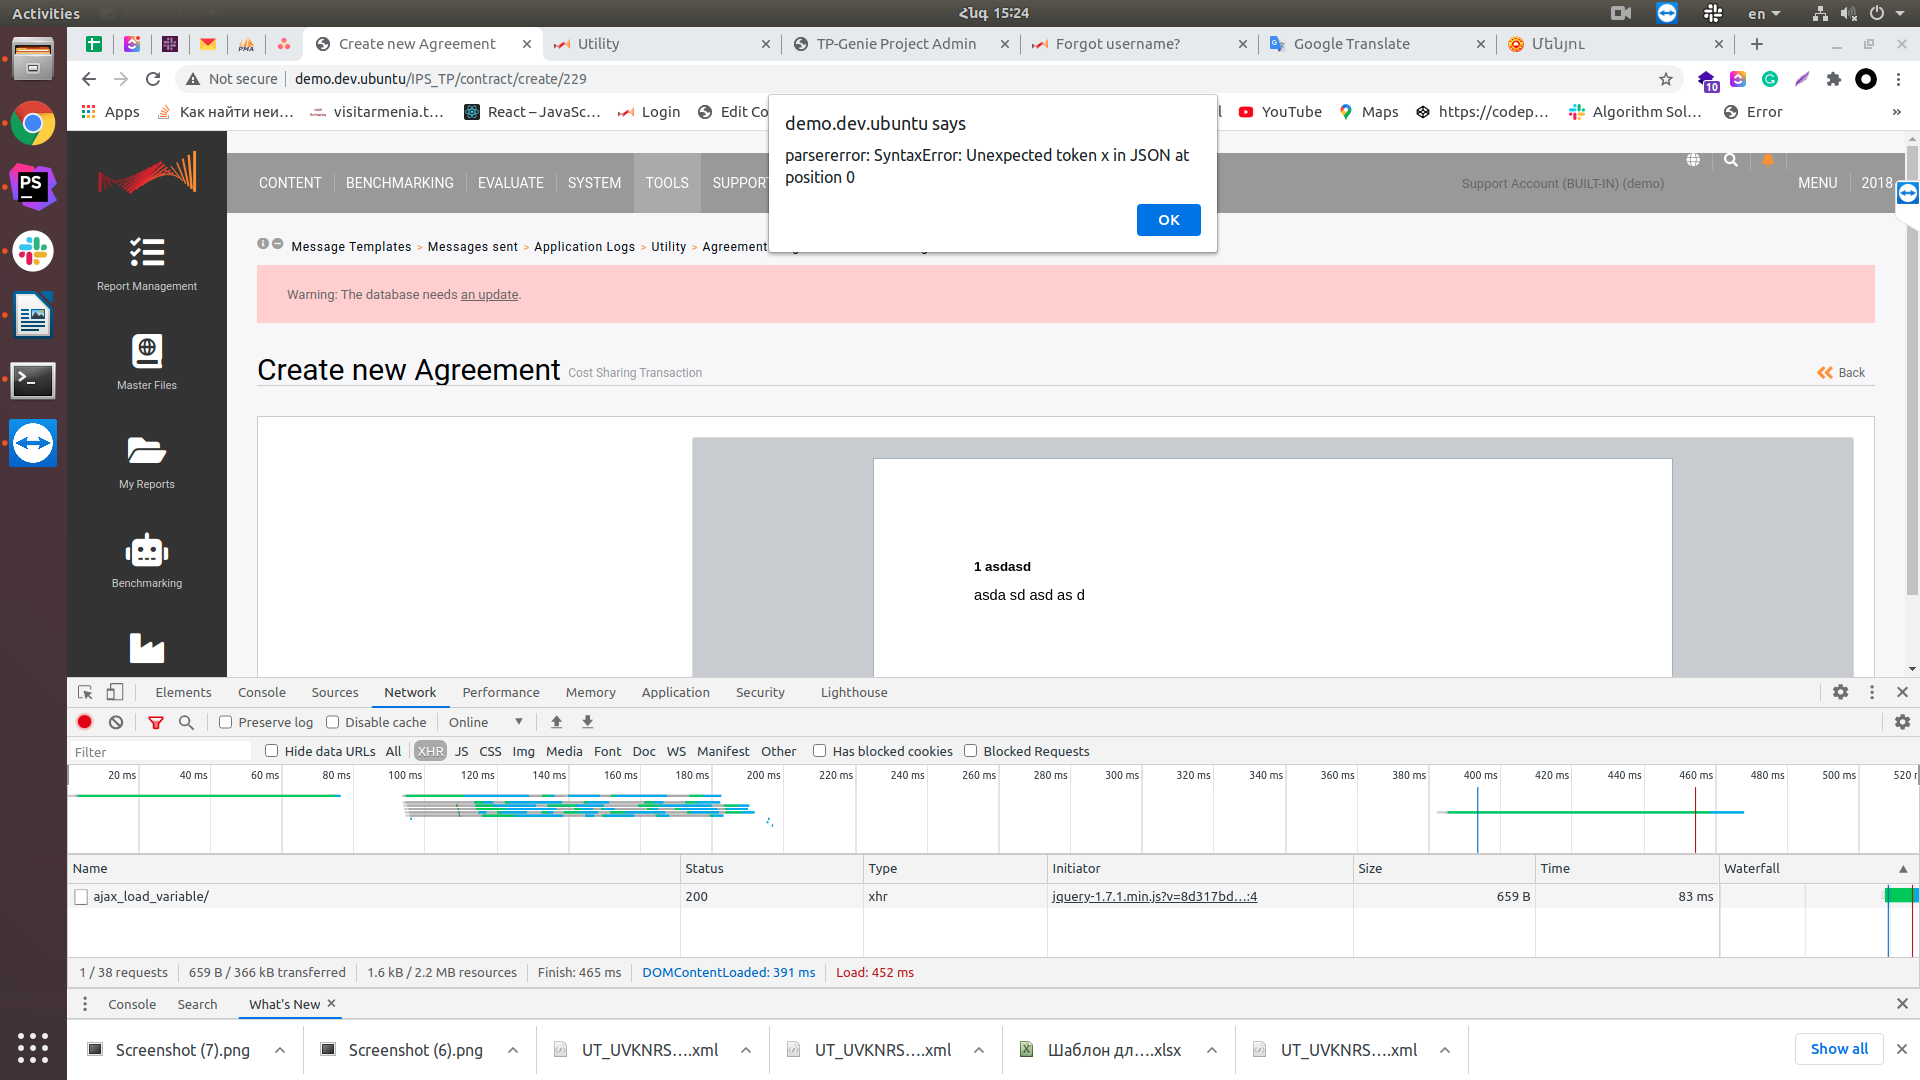 Activities
Հնգ 15:24
en
Create new Agreement
Utility
TP-Genie Project Admin
Forgot username?
Google Translate
Մենյու
Not secure
demo.dev.ubuntu/IPS_TP/contract/create/229
10
Apps
Как найти неи…
visitarmenia.t…
React – JavaSc…
Login
Edit Co
YouTube
Maps
https://codep…
Algorithm Sol…
Error
»
demo.dev.ubuntu says
parsererror: SyntaxError: Unexpected token x in JSON at
position 0
OK
CONTENT
BENCHMARKING
EVALUATE
SYSTEM
TOOLS
SUPPORT
Support Account (BUILT-IN) (demo)
MENU
2018
Message Templates > Messages sent > Application Logs > Utility > Agreement
Warning: The database needs an update.
Create new Agreement Cost Sharing Transaction
Back
Report Management
Master Files
My Reports
Benchmarking
1 asdasd
asda sd asd as d
Elements
Console
Sources
Network
Performance
Memory
Application
Security
Lighthouse
Preserve log
Disable cache
Online
Filter
Hide data URLs
All
XHR
JS
CSS
Img
Media
Font
Doc
WS
Manifest
Other
Has blocked cookies
Blocked Requests
20 ms
40 ms
60 ms
80 ms
100 ms
120 ms
140 ms
160 ms
180 ms
200 ms
220 ms
240 ms
260 ms
280 ms
300 ms
320 ms
340 ms
360 ms
380 ms
400 ms
420 ms
440 ms
460 ms
480 ms
500 ms
520
Name
Status
Type
Initiator
Size
Time
Waterfall
ajax_load_variable/
200
xhr
jquery-1.7.1.min.js?v=8d317bd…:4
659 B
83 ms
1 / 38 requests
659 B / 366 kB transferred
1.6 kB / 2.2 MB resources
Finish: 465 ms
DOMContentLoaded: 391 ms
Load: 452 ms
Console
Search
What's New
Screenshot (7).png
Screenshot (6).png
UT_UVKNRS….xml
UT_UVKNRS….xml
Шаблон дл….xlsx
UT_UVKNRS….xml
Show all